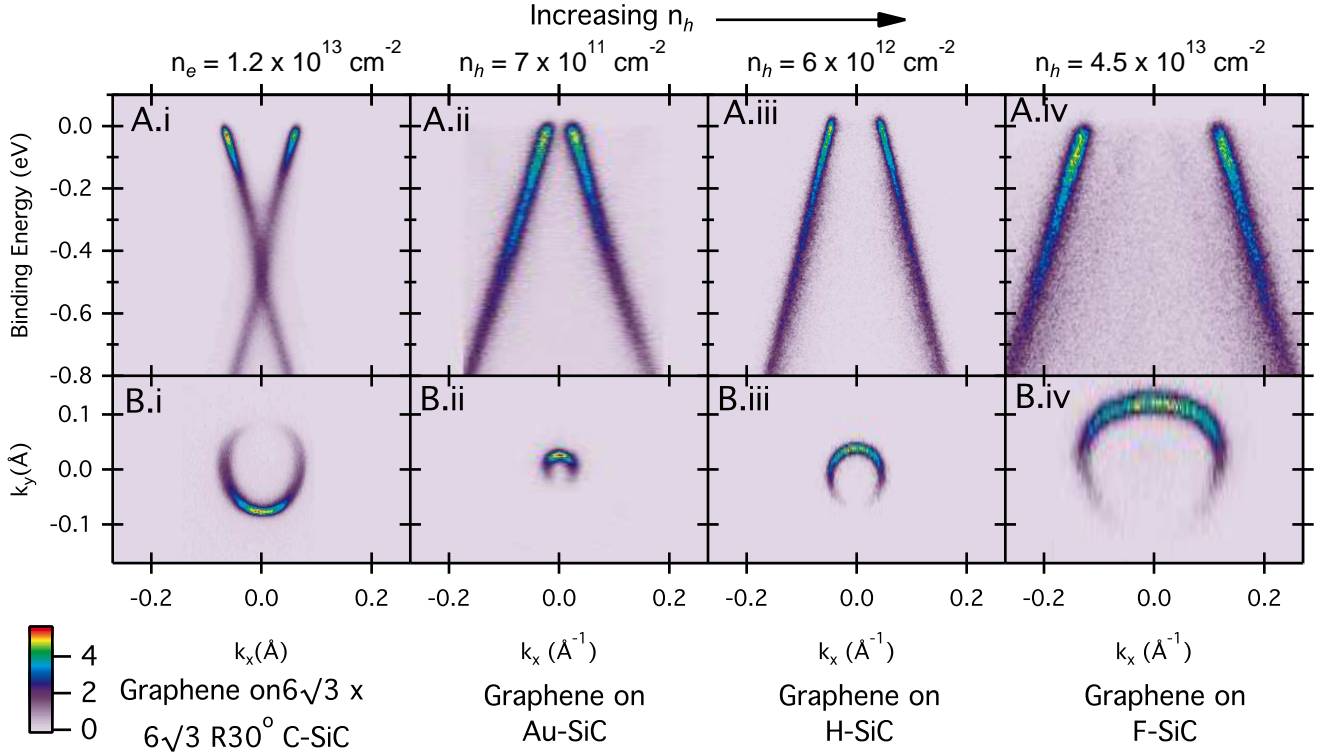 Increasing n_h
n_e = 1.2 x 10^13 cm^-2 n_h = 7 x 10^11 cm^-2 n_h = 6 x 10^12 cm^-2 n_h = 4.5 x 10^13 cm^-2
A.i A.ii A.iii A.iv
Binding Energy (eV)
0.0
-0.2
-0.4
-0.6
-0.8
B.i B.ii B.iii B.iv
k_y(Å)
0.1
0.0
-0.1
-0.2 0.0 0.2 -0.2 0.0 0.2 -0.2 0.0 0.2 -0.2 0.0 0.2
k_x(Å) k_x (Å^-1) k_x (Å^-1) k_x (Å^-1)
4
2
0
Graphene on6√3 x
6√3 R30° C-SiC
Graphene on
Au-SiC
Graphene on
H-SiC
Graphene on
F-SiC